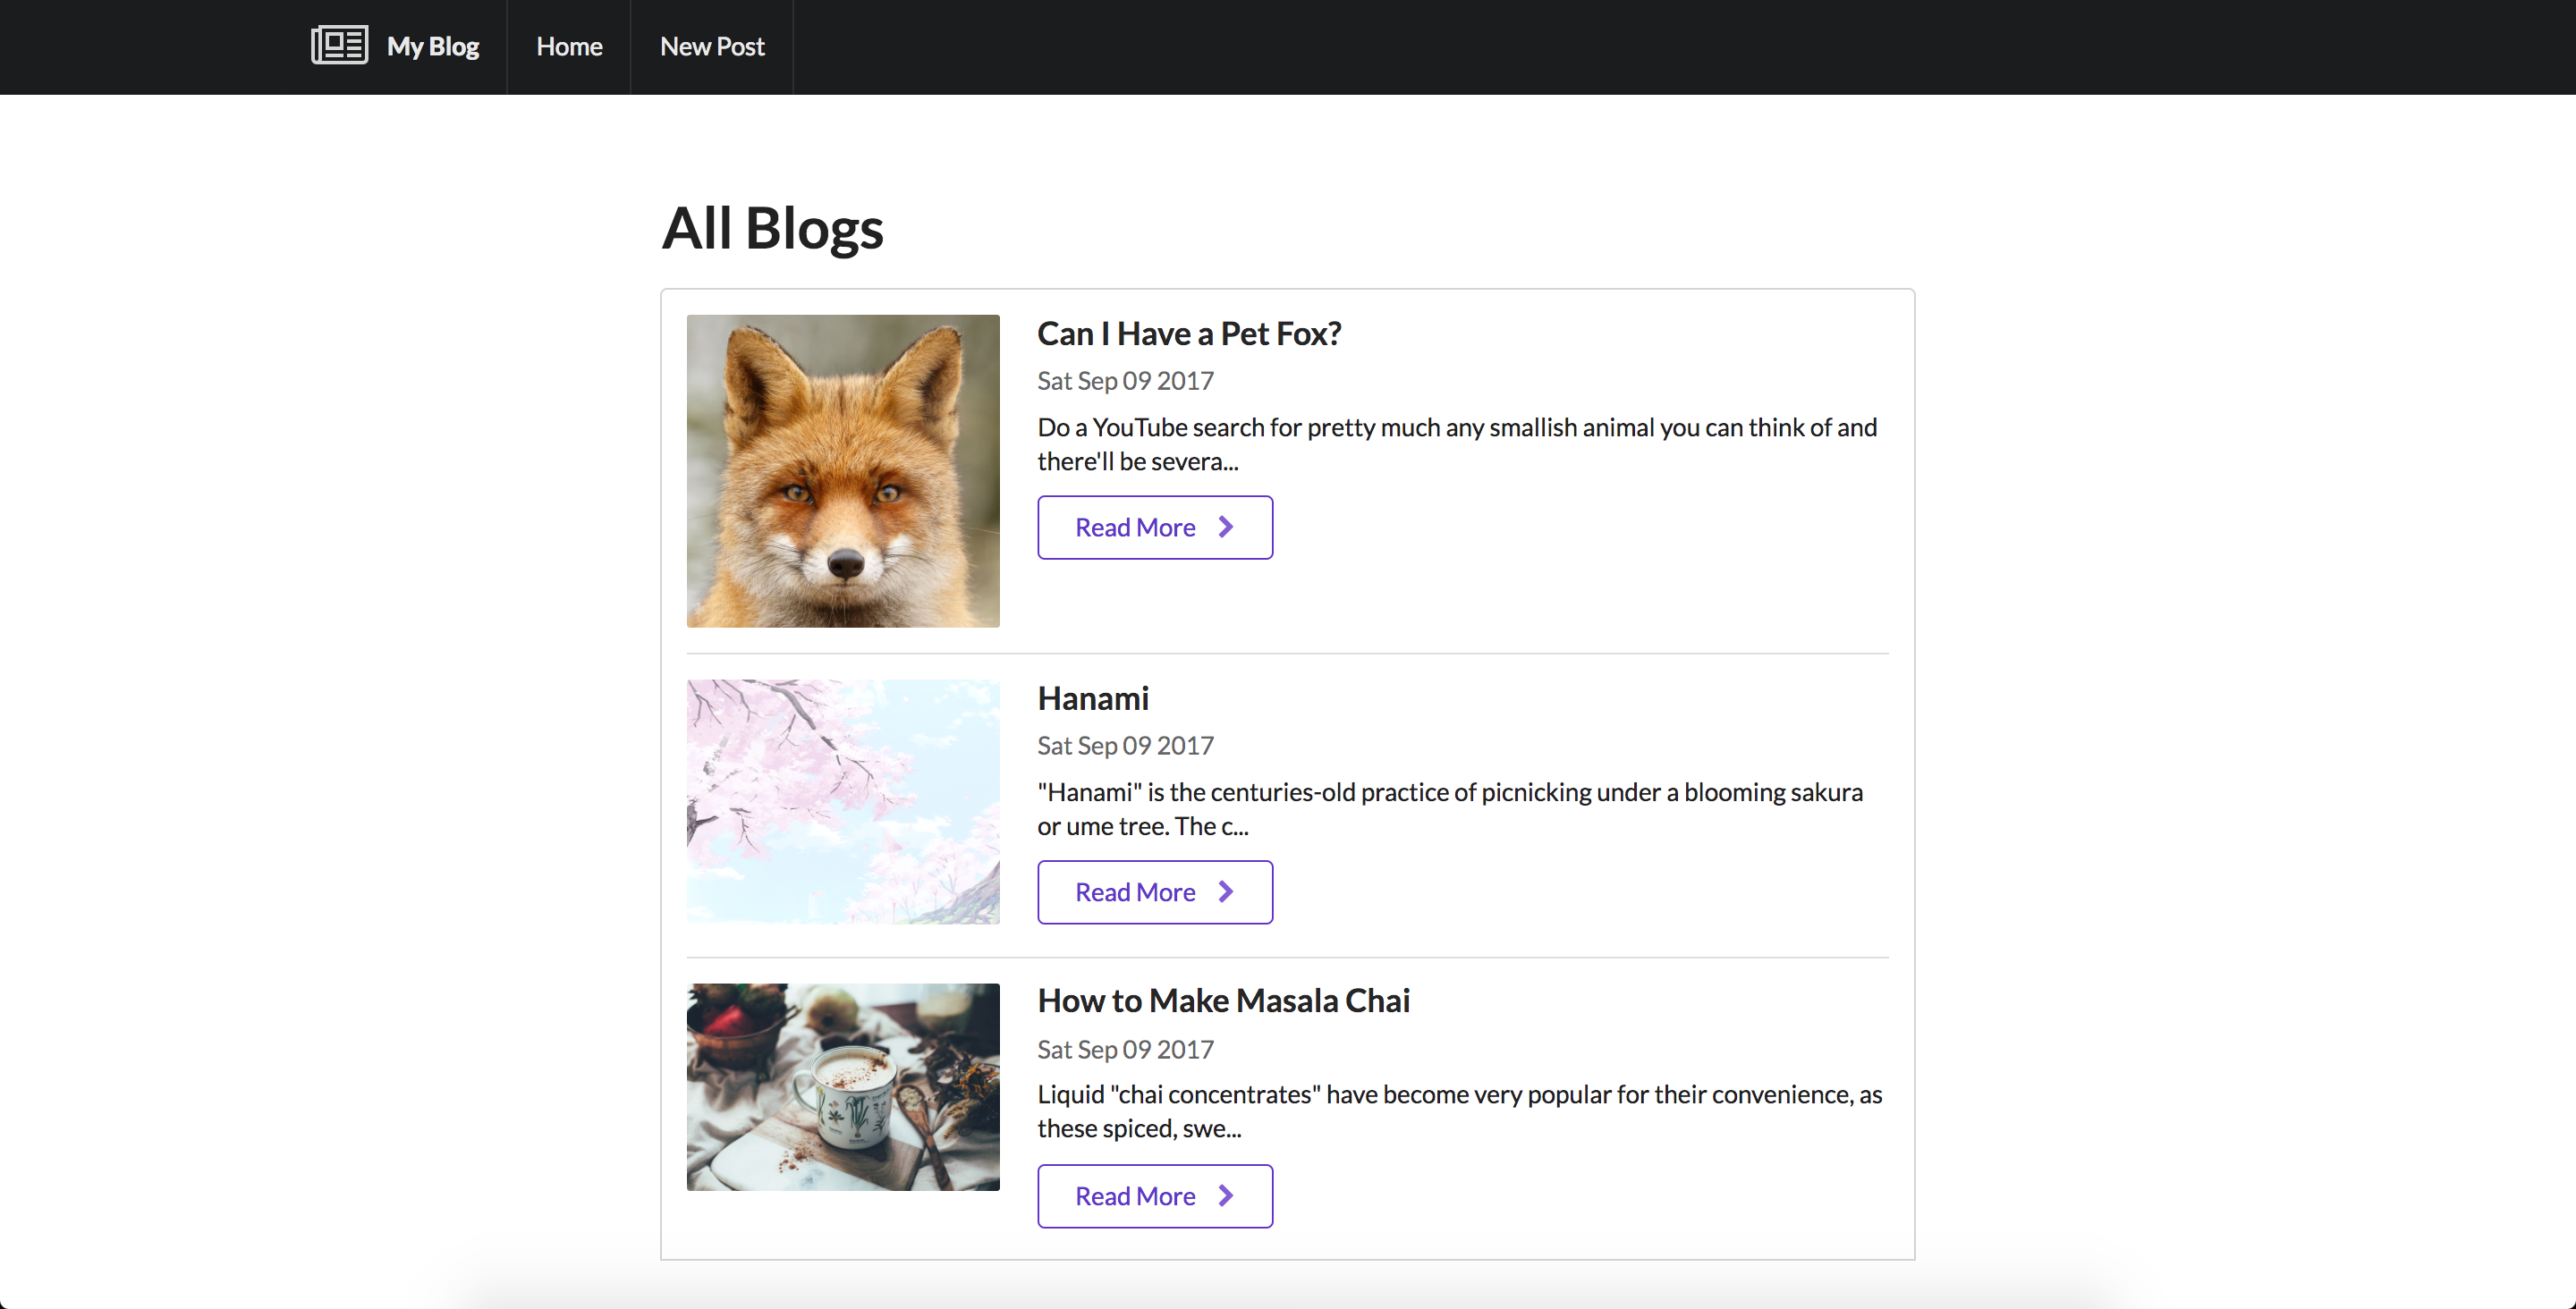 My Blog
Home
New Post
All Blogs
Can I Have a Pet Fox?
Sat Sep 09 2017
Do a YouTube search for pretty much any smallish animal you can think of and
there'll be severa...
Read More
Hanami
Sat Sep 09 2017
"Hanami" is the centuries-old practice of picnicking under a blooming sakura
or ume tree. The c...
Read More
How to Make Masala Chai
Sat Sep 09 2017
Liquid "chai concentrates" have become very popular for their convenience, as
these spiced, swe...
Read More